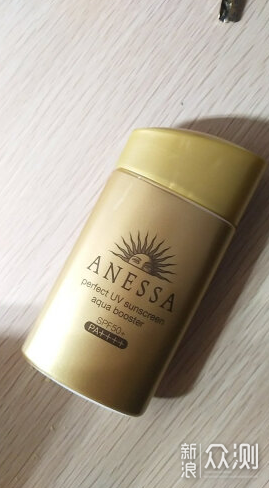 ANESSA
perfect UV sunscreen
aqua booster
SPF50+
PA++++
新浪
众测